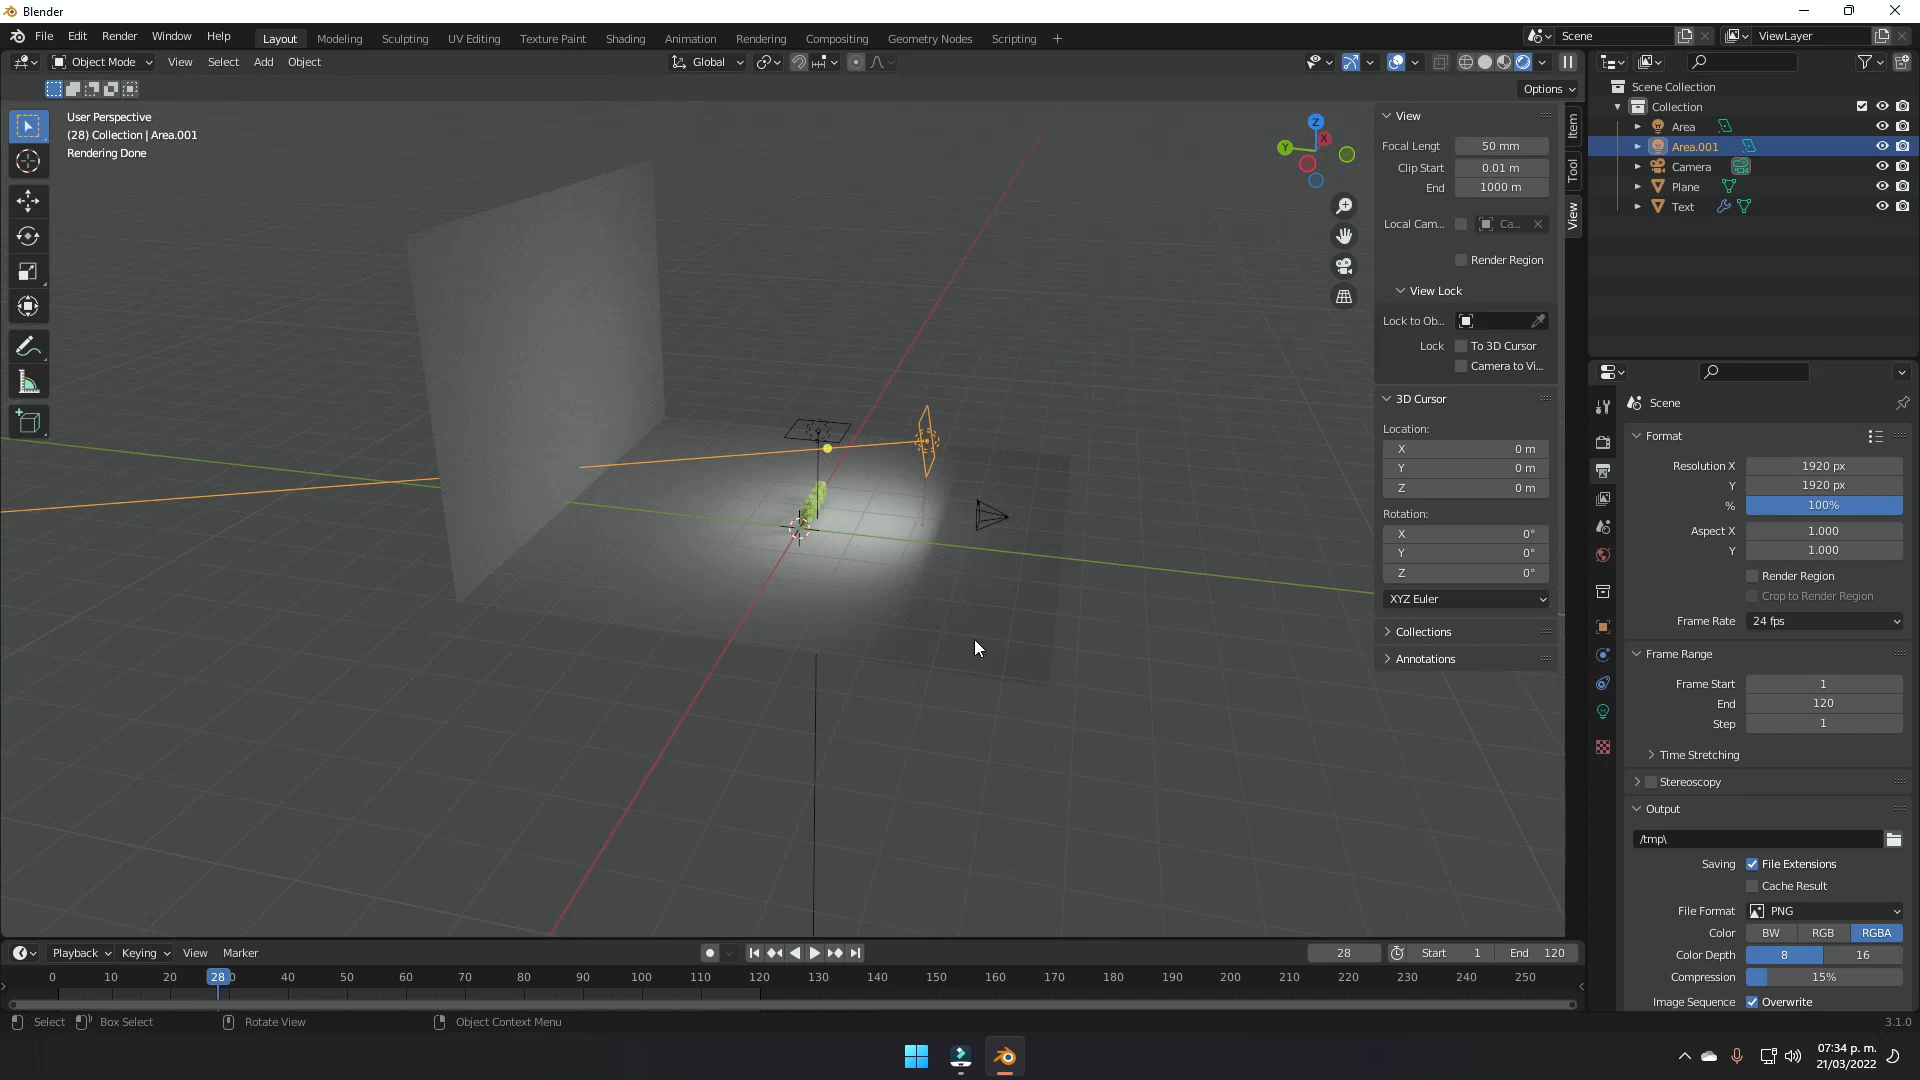 Blender
File Edit Render Window Help
Layout Modeling Sculpting UV Editing Texture Paint Shading Animation Rendering Compositing Geometry Nodes Scripting +
Scene
ViewLayer
Object Mode View Select Add Object
Global
Options
User Perspective
(28) Collection | Area.001
Rendering Done
Z
X
Y
View
Focal Lengt 50 mm
Clip Start 0.01 m
End 1000 m
Local Cam... Ca...
Render Region
View Lock
Lock to Ob...
Lock To 3D Cursor
Camera to Vi...
3D Cursor
Location:
X 0 m
Y 0 m
Z 0 m
Rotation:
X 0°
Y 0°
Z 0°
XYZ Euler
Collections
Annotations
Item
Tool
View
Scene Collection
Collection
Area
Area.001
Camera
Plane
Text
Scene
Format
Resolution X 1920 px
Y 1920 px
% 100%
Aspect X 1.000
Y 1.000
Render Region
Crop to Render Region
Frame Rate 24 fps
Frame Range
Frame Start 1
End 120
Step 1
Time Stretching
Stereoscopy
Output
/tmp\
Saving File Extensions
Cache Result
File Format PNG
Color BW RGB RGBA
Color Depth 8 16
Compression 15%
Image Sequence Overwrite
Playback Keying View Marker
28 Start 1 End 120
0 10 20 28 40 50 60 70 80 90 100 110 120 130 140 150 160 170 180 190 200 210 220 230 240 250
Select Box Select Rotate View Object Context Menu
3.1.0
07:34 p. m.
21/03/2022